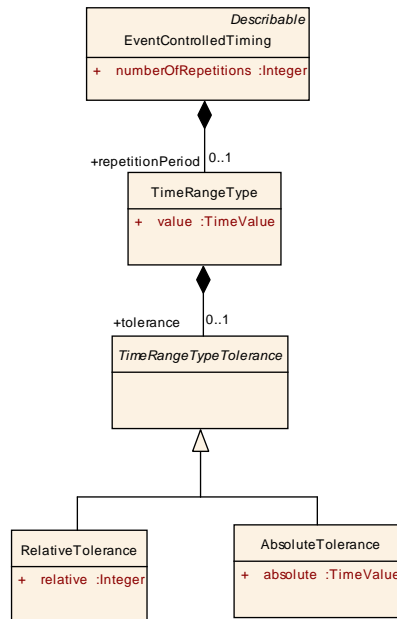 Describable
EventControlledTiming
+ numberOfRepetitions :Integer
+repetitionPeriod 0..1
TimeRangeType
+ value :TimeValue
+tolerance 0..1
TimeRangeTypeTolerance
RelativeTolerance
+ relative :Integer
AbsoluteTolerance
+ absolute :TimeValue